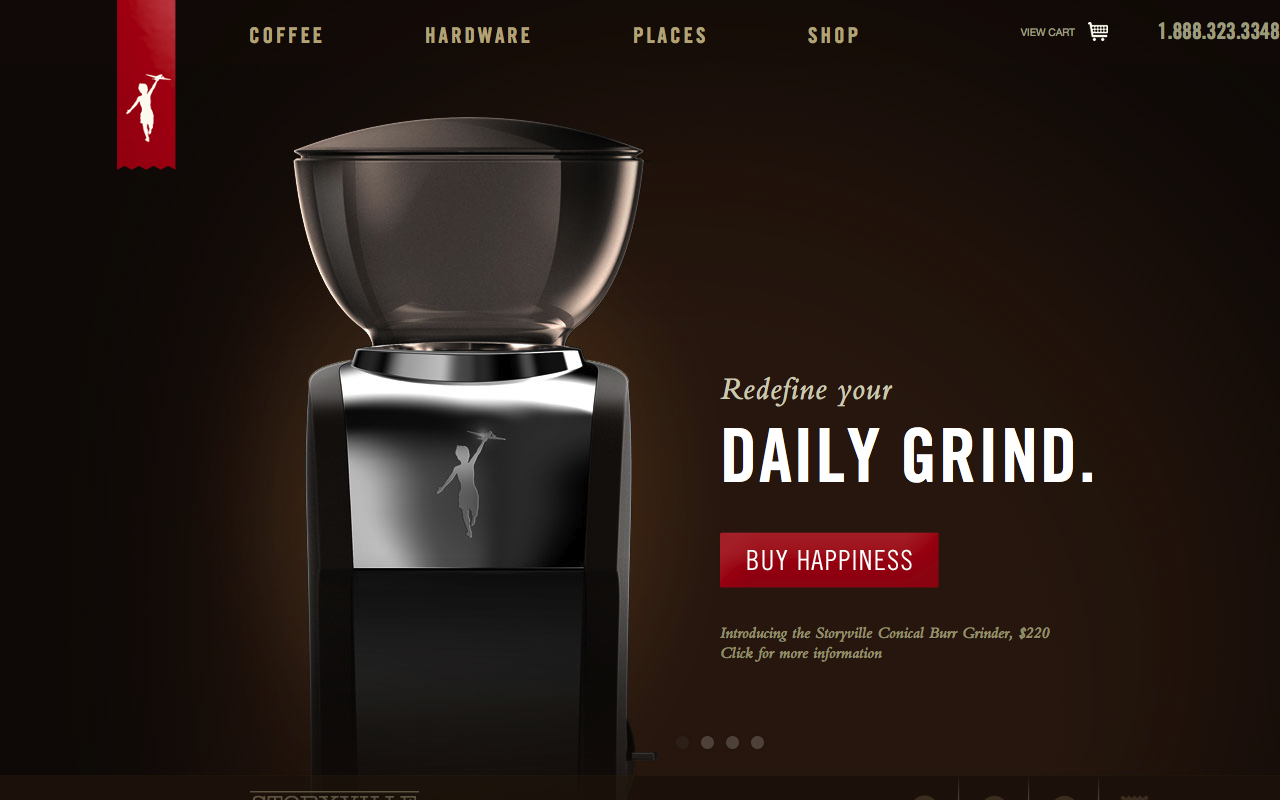 COFFEE HARDWARE PLACES SHOP VIEW CART 1.888.323.3348
Redefine your
DAILY GRIND.
BUY HAPPINESS
Introducing the Storyville Conical Burr Grinder, $220
Click for more information
STORYVILLE